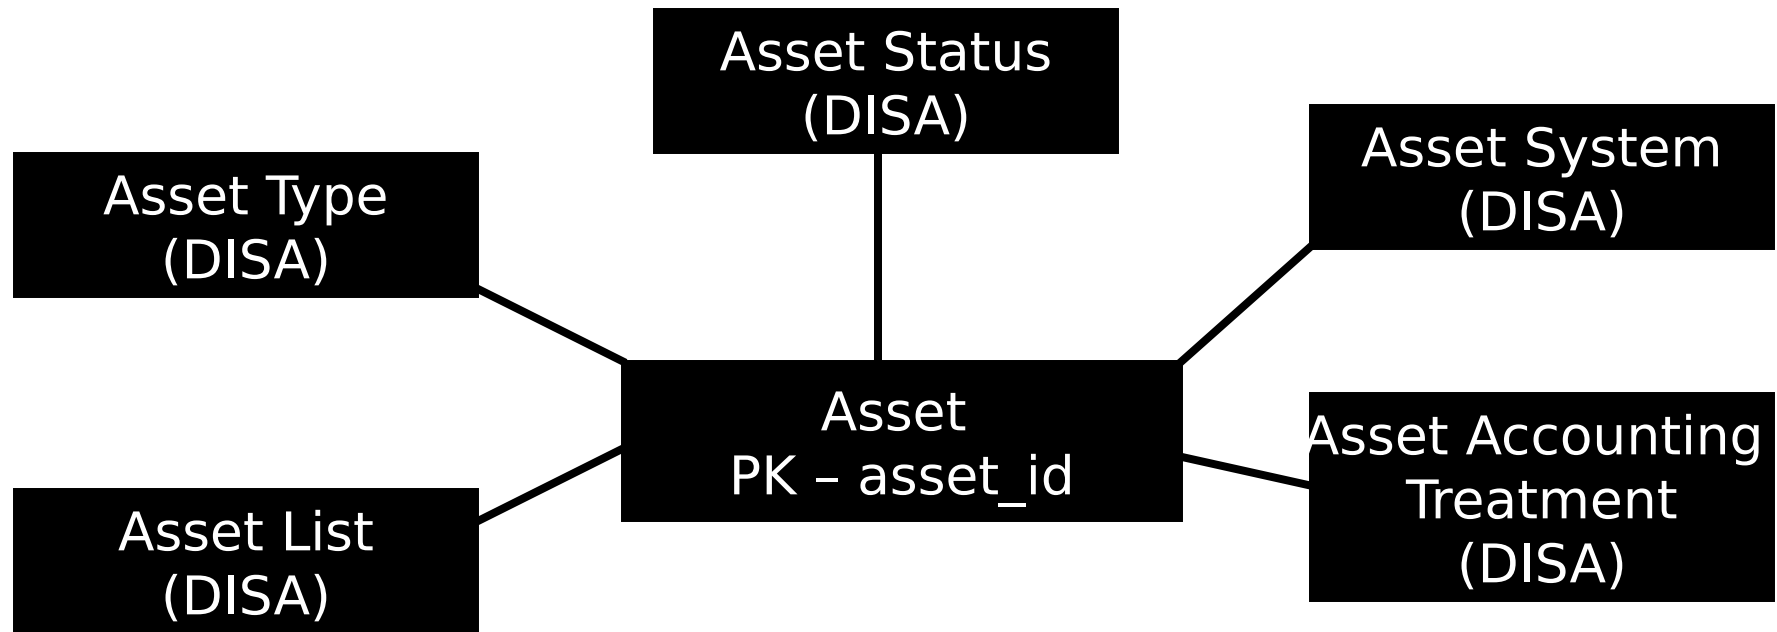 Asset Status
(DISA)
Asset System
(DISA)
Asset Type
(DISA)
Asset
PK – asset_id
Asset Accounting
Treatment
(DISA)
Asset List
(DISA)